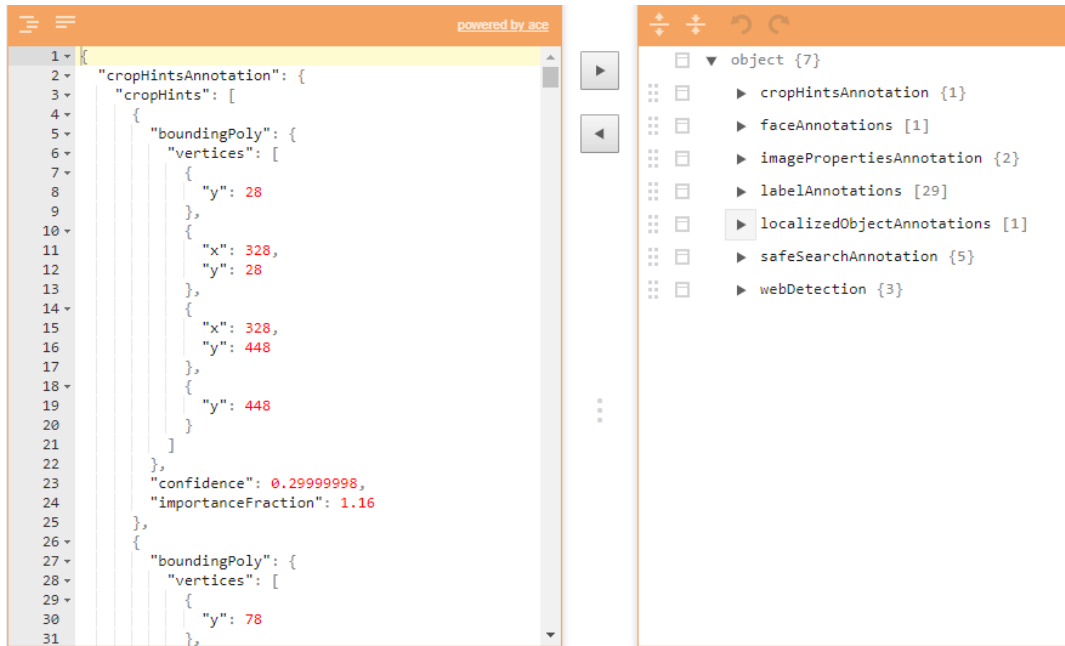 powered by ace
1 {
2 "cropHintsAnnotation": {
3 "cropHints": [
4 {
5 "boundingPoly": {
6 "vertices": [
7 {
8 "y": 28
9 },
10 {
11 "x": 328,
12 "y": 28
13 },
14 {
15 "x": 328,
16 "y": 448
17 },
18 {
19 "y": 448
20 }
21 ]
22 },
23 "confidence": 0.29999998,
24 "importanceFraction": 1.16
25 },
26 {
27 "boundingPoly": {
28 "vertices": [
29 {
30 "y": 78
31 },
object {7}
cropHintsAnnotation {1}
faceAnnotations [1]
imagePropertiesAnnotation {2}
labelAnnotations [29]
localizedObjectAnnotations [1]
safeSearchAnnotation {5}
webDetection {3}